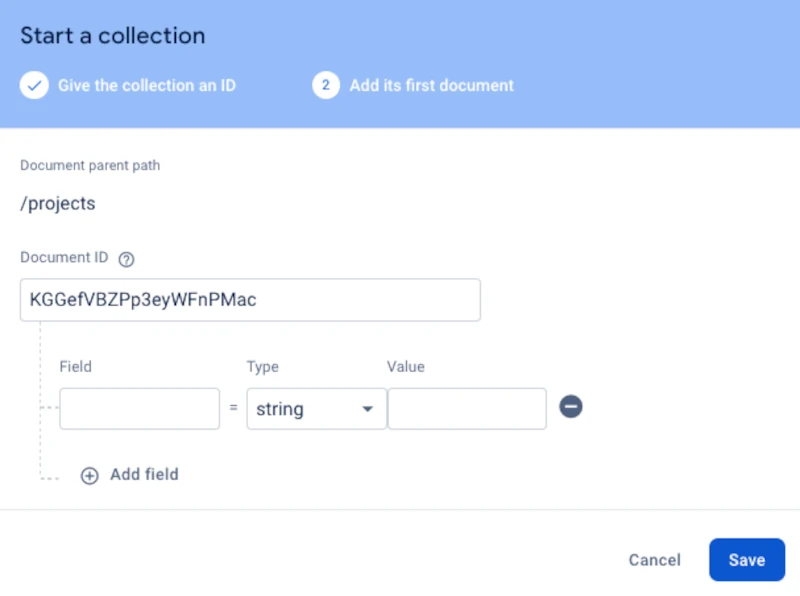 Start a collection
Give the collection an ID
2 Add its first document
Document parent path
/projects
Document ID
KGGefVBZPp3eyWFnPMac
Field Type Value
= string
Add field
Cancel Save